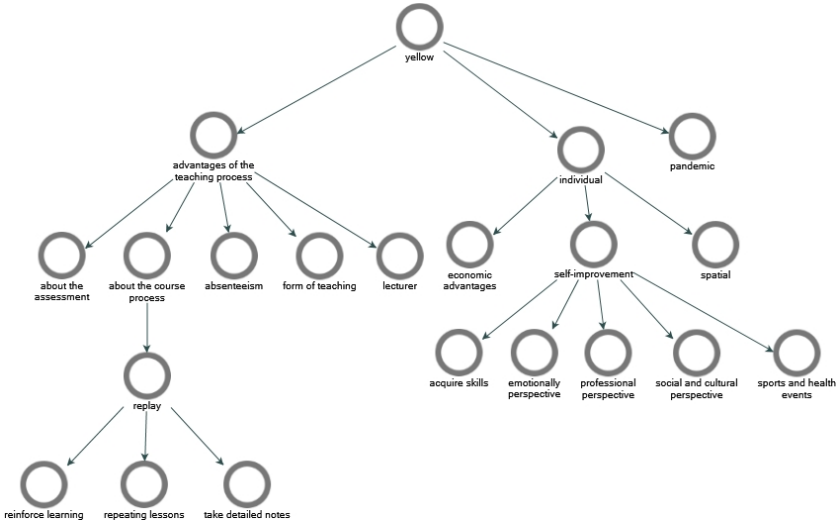 yellow
advantages of the
teaching process
individual
pandemic
about the
assessment
about the course
process
absenteeism
form of teaching
lecturer
economic
advantages
self-improvement
spatial
acquire skills
emotionally
perspective
professional
perspective
social and cultural
perspective
sports and health
events
replay
reinforce learning
repeating lessons
take detailed notes